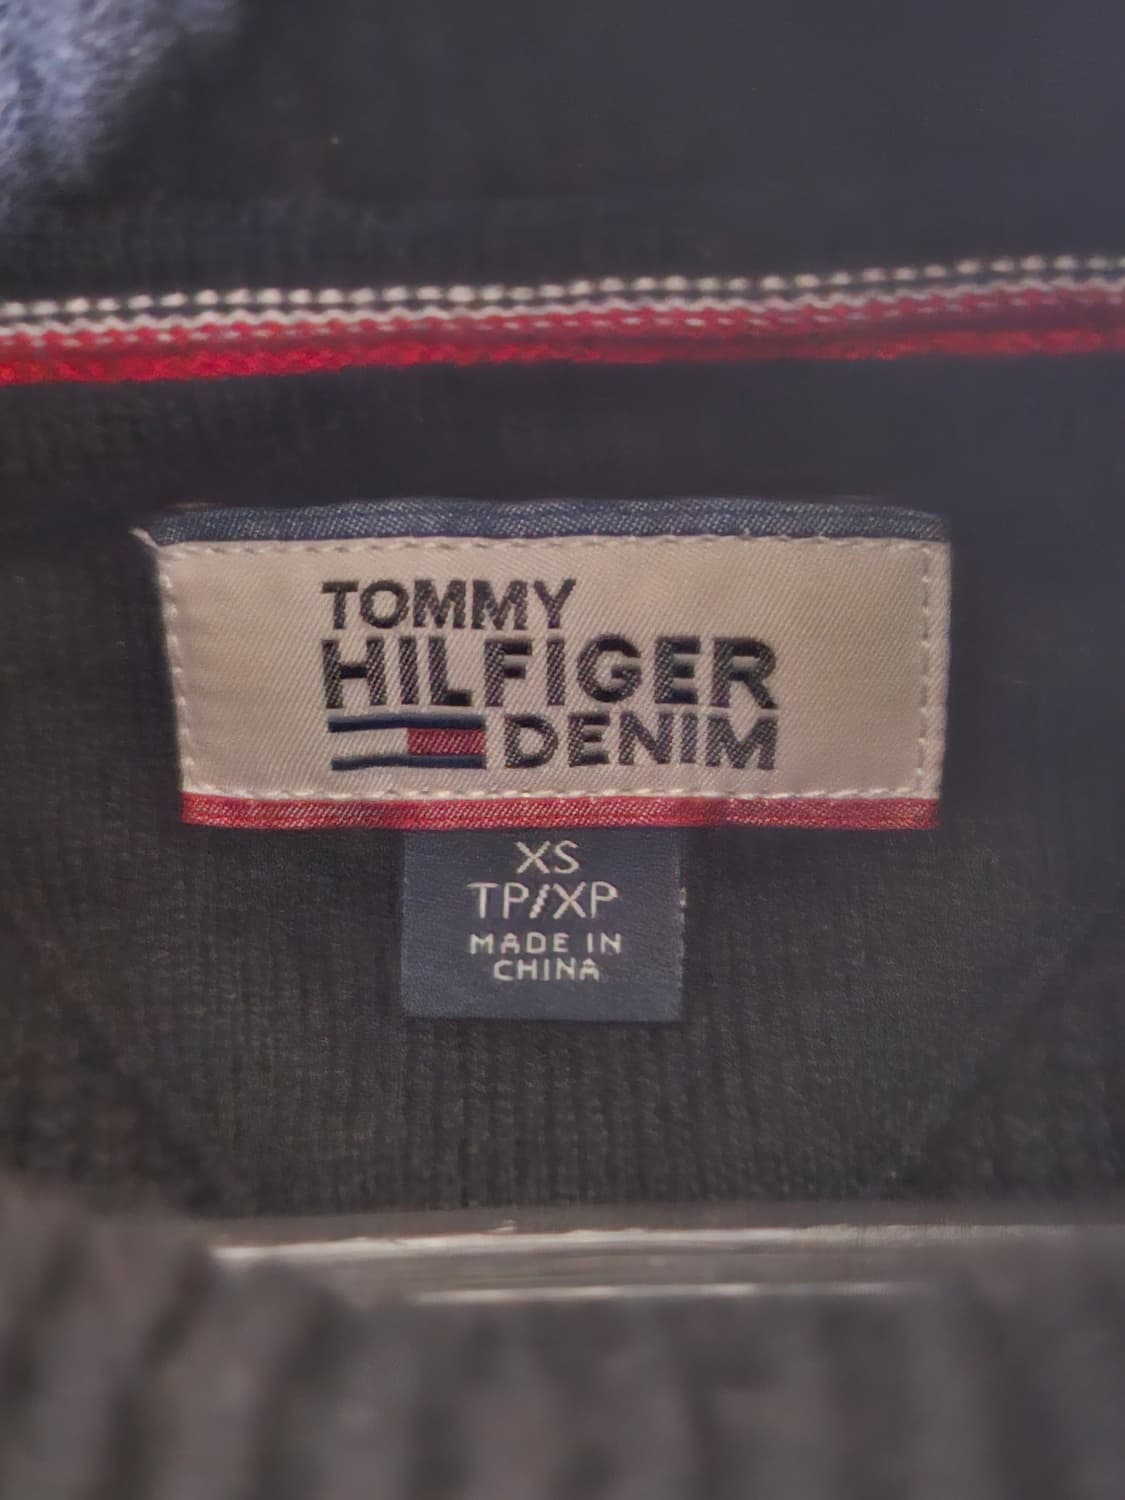 TOMMY
HILFIGER
DENIM
XS
TP/XP
MADE IN
CHINA